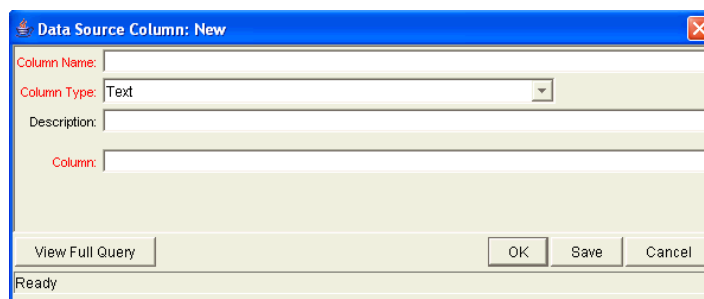 Data Source Column: New
Column Name:
Column Type: Text
Description:
Column:
View Full Query OK Save Cancel
Ready